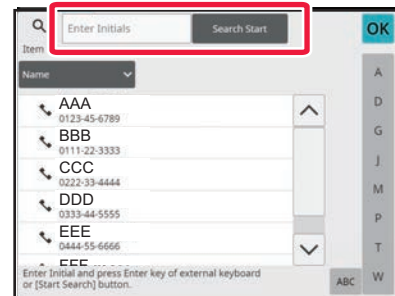 Enter Initials
Search Start
OK
Item
Name
A
AAA
0123-45-6789
D
BBB
0111-22-3333
G
CCC
0222-33-4444
J
DDD
0333-44-5555
M
EEE
0444-55-6666
P
T
Enter Initial and press Enter key of external keyboard
or [Start Search] button.
ABC
W